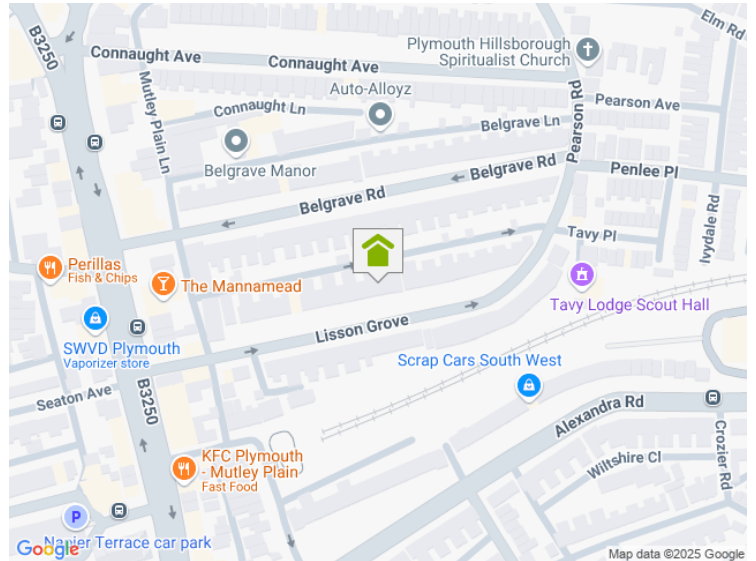 B3250
Connaught Ave
Mutley Plain Ln
Connaught Ave
Plymouth Hillsborough
Spiritualist Church
Elm Rd
Auto-Alloyz
Connaught Ln
Pearson Rd
Pearson Ave
Belgrave Ln
Belgrave Manor
Belgrave Rd
Belgrave Rd
Penlee Pl
Ivydale Rd
Tavy Pl
Perillas
Fish & Chips
The Mannamead
Tavy Lodge Scout Hall
SWVD Plymouth
Vaporizer store
Lisson Grove
Scrap Cars South West
Seaton Ave
B3250
Alexandra Rd
Crozier Rd
KFC Plymouth
- Mutley Plain
Fast Food
Wiltshire Cl
P
Napier Terrace car park
Google
Map data ©2025 Google